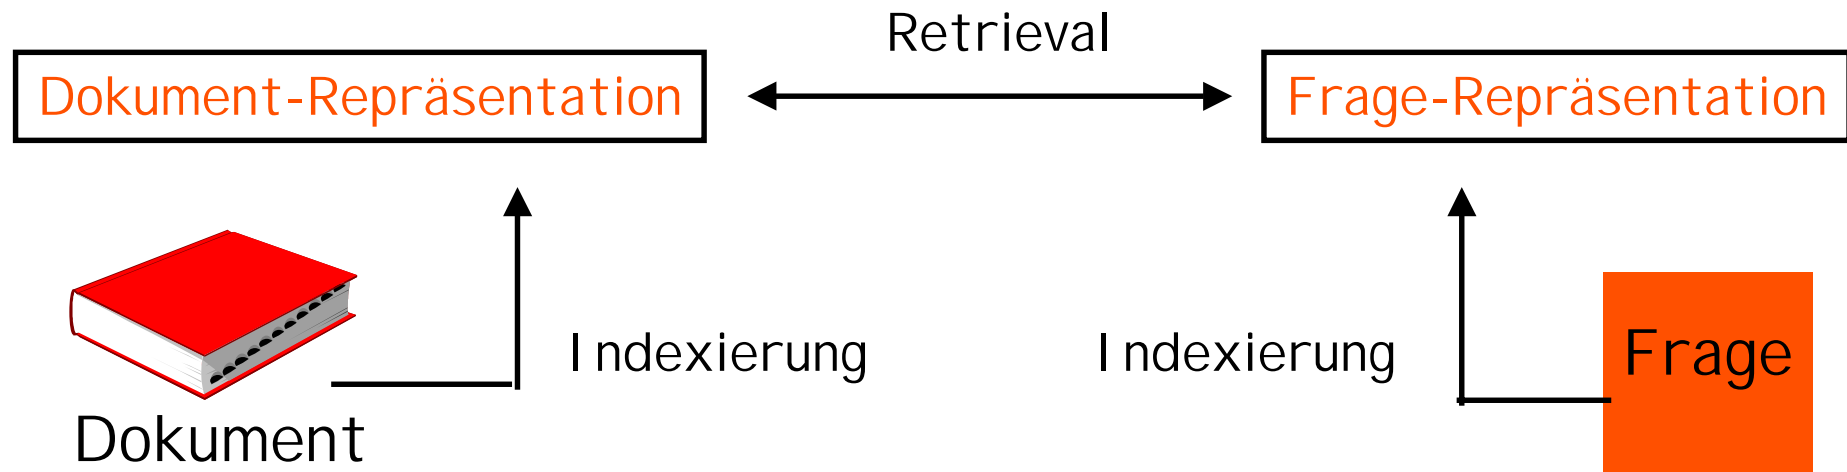 Retrieval
Dokument-Repräsentation
Frage-Repräsentation
Indexierung
Indexierung
Frage
Dokument